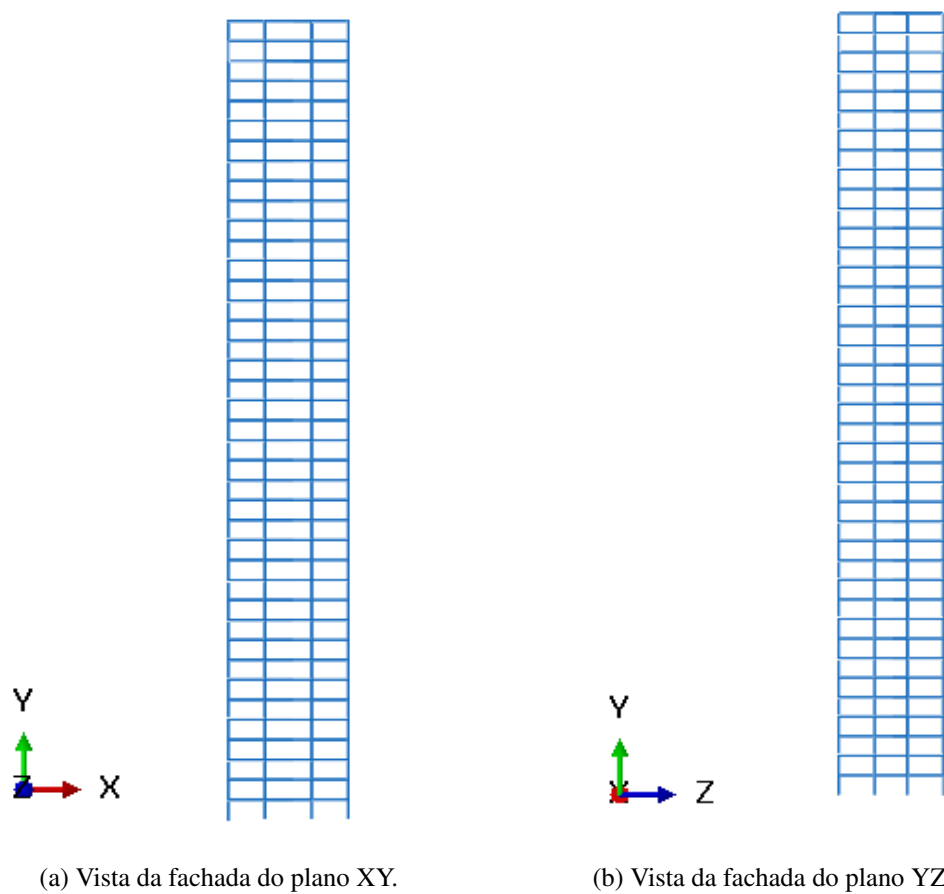 Y
Z X
Y
X Z
(a) Vista da fachada do plano XY.
(b) Vista da fachada do plano YZ